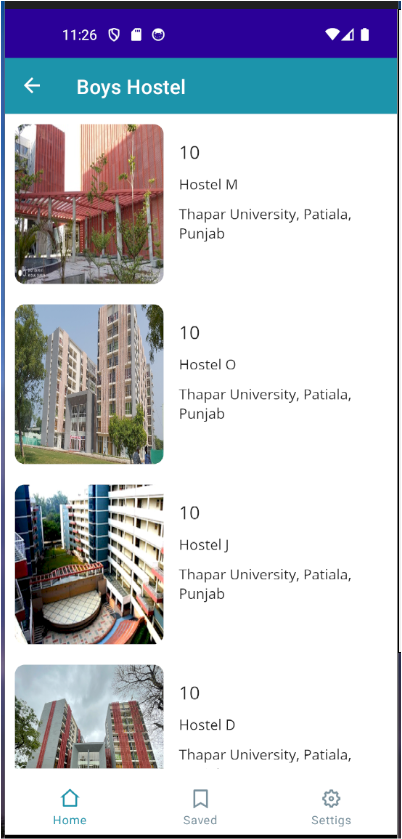 11:26
Boys Hostel
10
Hostel M
Thapar University, Patiala,
Punjab
10
Hostel O
Thapar University, Patiala,
Punjab
10
Hostel J
Thapar University, Patiala,
Punjab
10
Hostel D
Thapar University, Patiala,
Home
Saved
Settigs